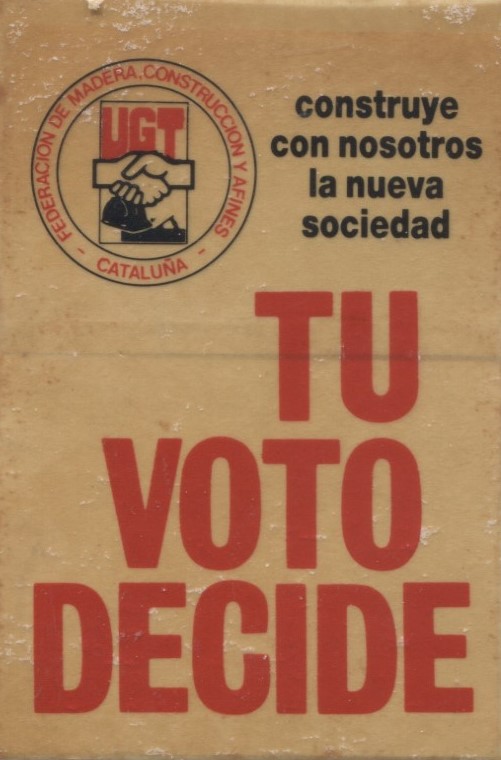 FEDERACION DE MADERA, CONSTRUCCION Y AFINES
- CATALUÑA -
UGT
construye
con nosotros
la nueva
sociedad
TU
VOTO
DECIDE